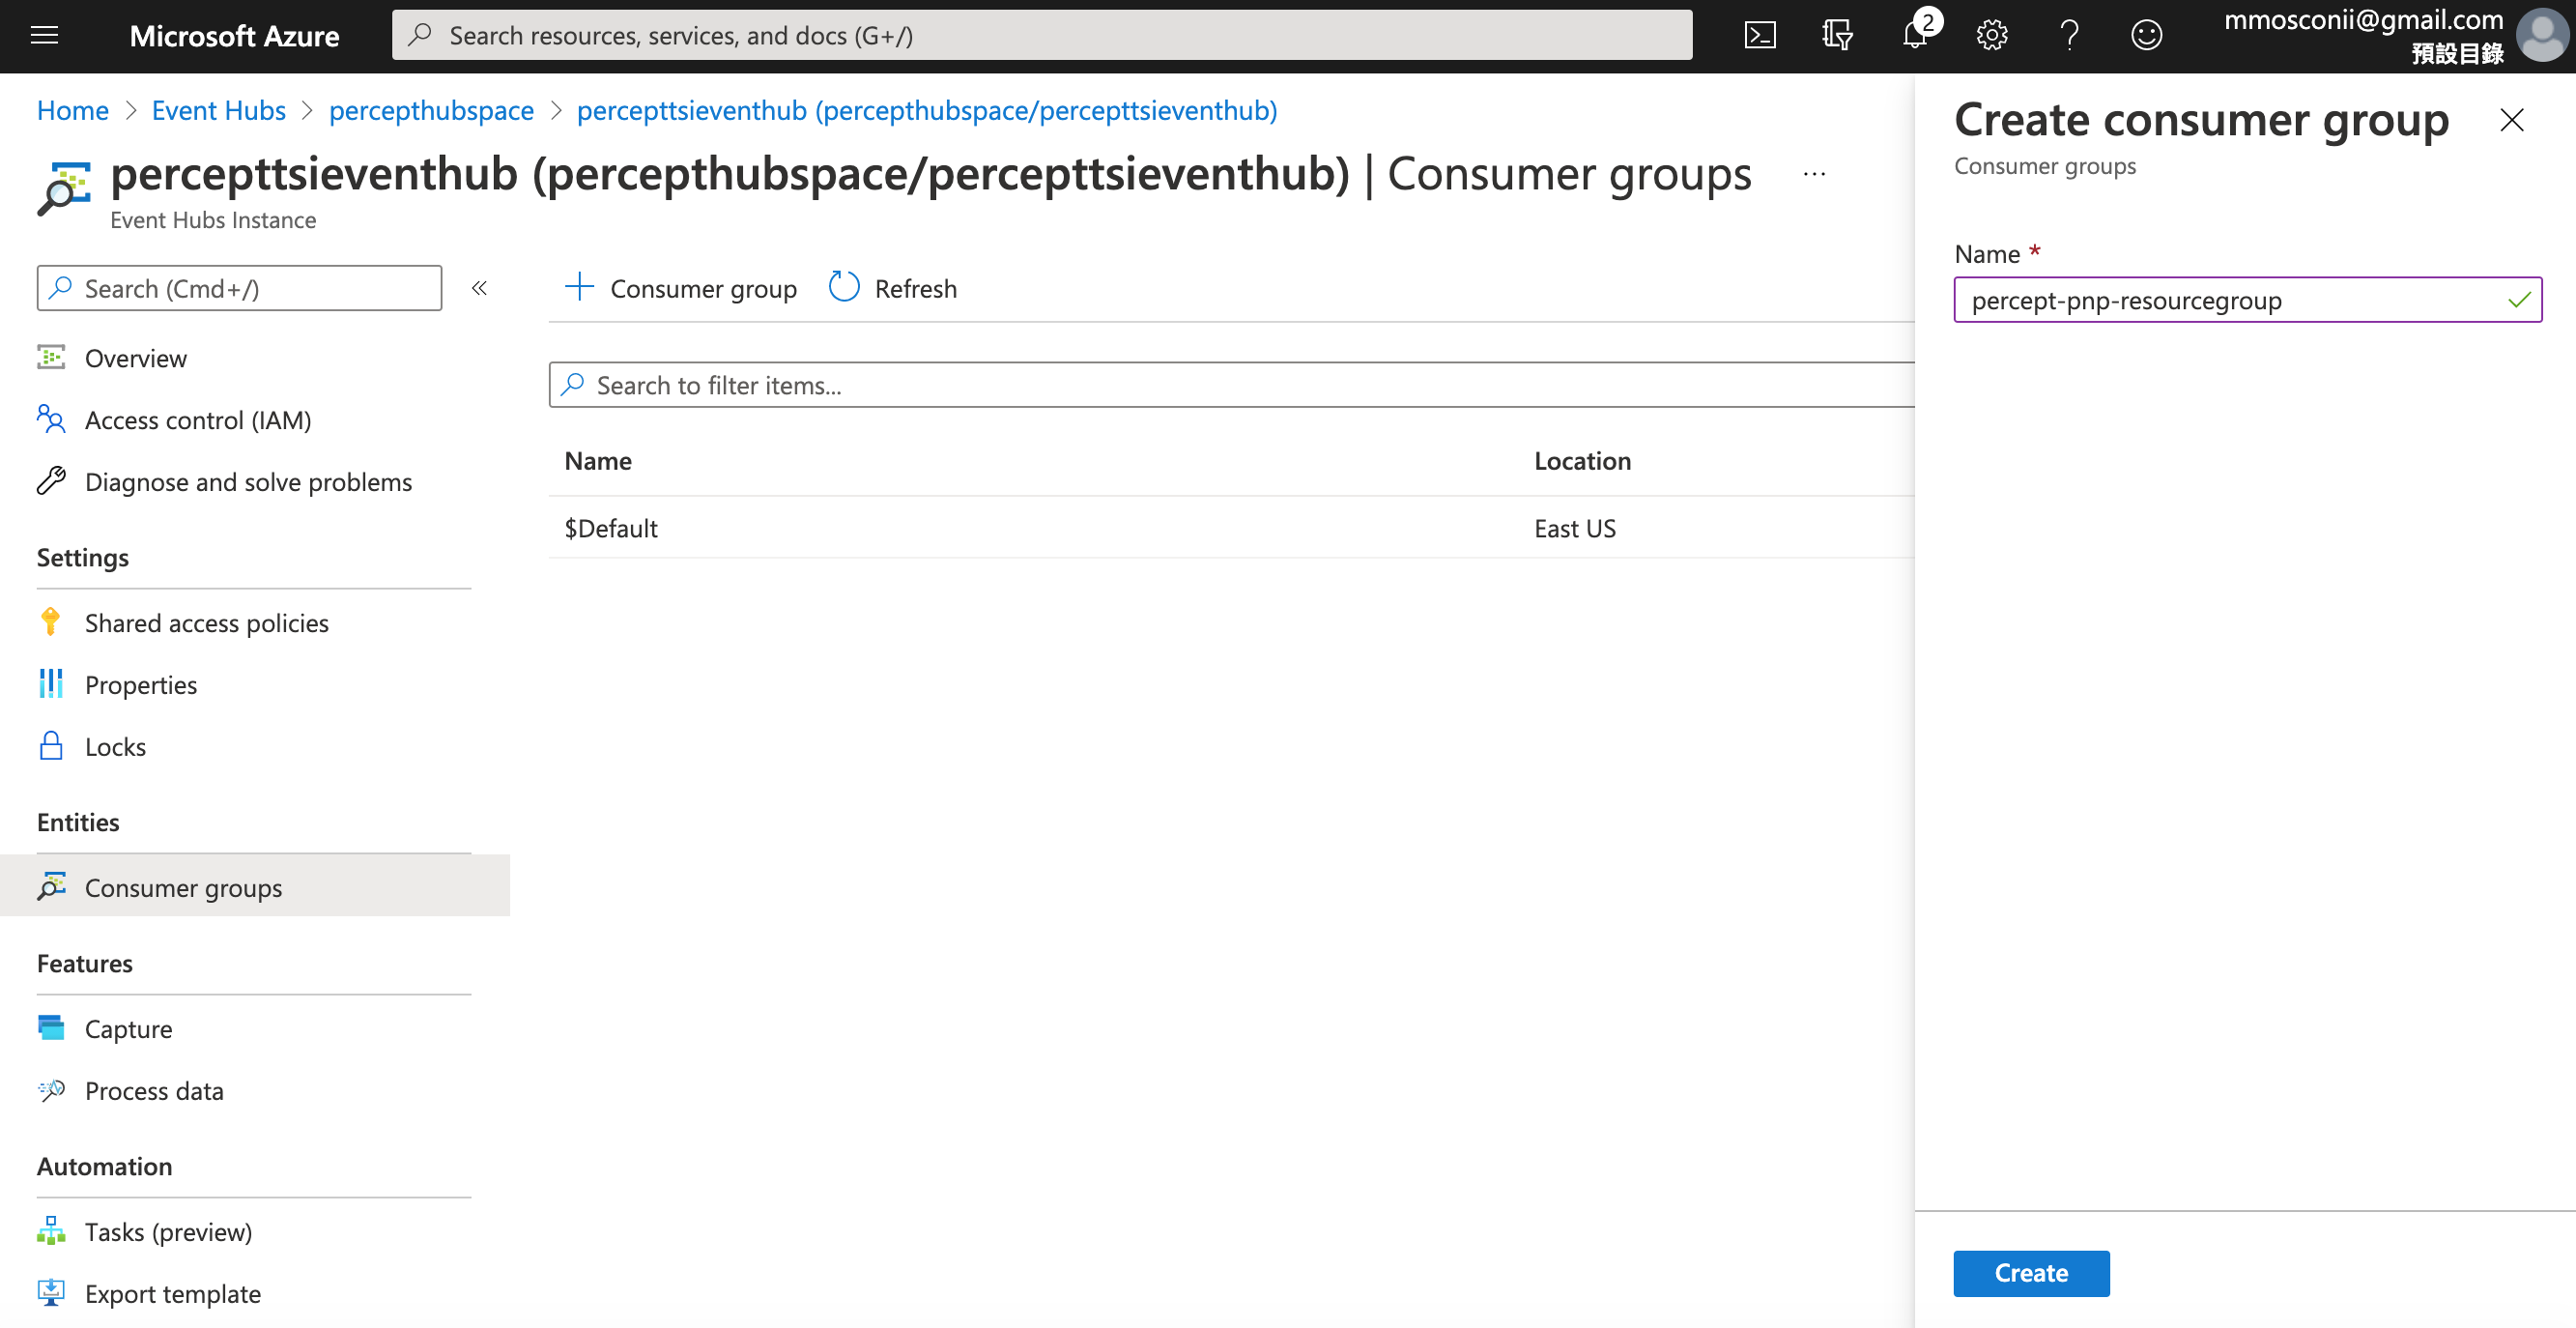 Microsoft Azure
Search resources, services, and docs (G+/)
2
mmosconii@gmail.com
預設目錄
Home > Event Hubs > percepthubspace > percepttsieventhub (percepthubspace/percepttsieventhub)
percepttsieventhub (percepthubspace/percepttsieventhub) | Consumer groups ...
Event Hubs Instance
Search (Cmd+/)
«
Overview
Access control (IAM)
Diagnose and solve problems
Settings
Shared access policies
Properties
Locks
Entities
Consumer groups
Features
Capture
Process data
Automation
Tasks (preview)
Export template
+ Consumer group Refresh
Search to filter items...
Name Location
$Default East US
Create consumer group
Consumer groups
Name *
percept-pnp-resourcegroup
Create